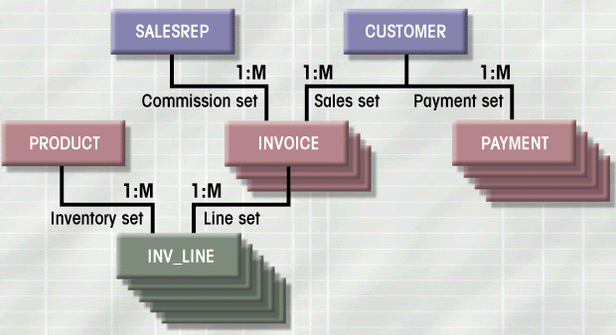 SALESREP
CUSTOMER
1:M
1:M
1:M
Commission set
Sales set
Payment set
PRODUCT
INVOICE
PAYMENT
1:M
1:M
Inventory set
Line set
INV_LINE